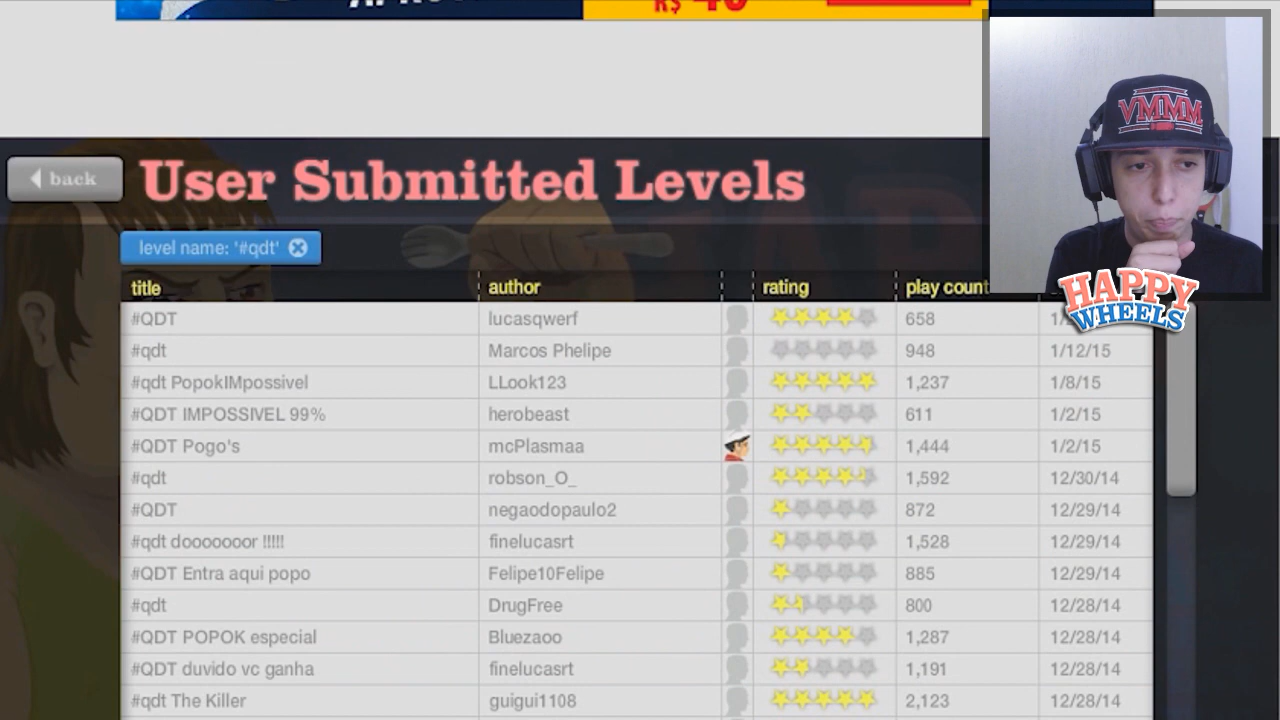 R$ 40
VMMM
back
User Submitted Levels
level name: '#qdt'
title author rating play count
HAPPY
WHEELS
#QDT lucasqwerf 658
#qdt Marcos Phelipe 948 1/12/15
#qdt PopokIMpossivel LLook123 1,237 1/8/15
#QDT IMPOSSIVEL 99% herobeast 611 1/2/15
#QDT Pogo's mcPlasmaa 1,444 1/2/15
#qdt robson_O_ 1,592 12/30/14
#QDT negaodopaulo2 872 12/29/14
#qdt dooooooor !!!!! finelucasrt 1,528 12/29/14
#QDT Entra aqui popo Felipe10Felipe 885 12/29/14
#qdt DrugFree 800 12/28/14
#QDT POPOK especial Bluezaoo 1,287 12/28/14
#QDT duvido vc ganha finelucasrt 1,191 12/28/14
#qdt The Killer guigui1108 2,123 12/28/14